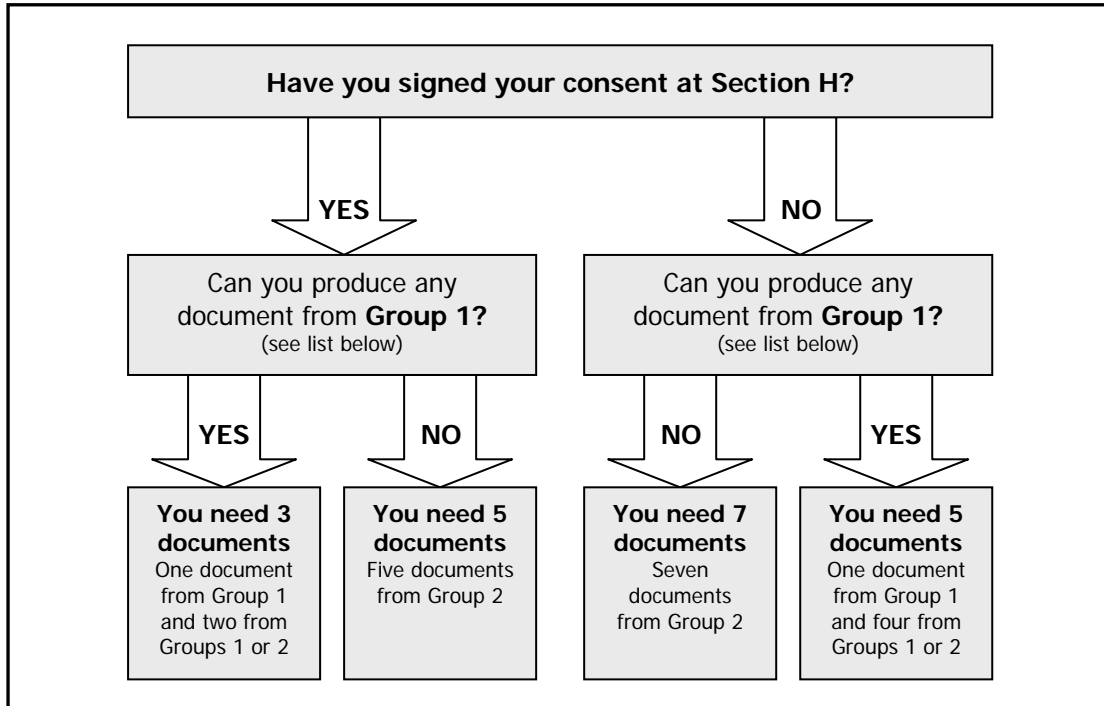 Have you signed your consent at Section H?
YES
NO
Can you produce any
document from Group 1?
(see list below)
Can you produce any
document from Group 1?
(see list below)
YES
NO
NO
YES
You need 3
documents
One document
from Group 1
and two from
Groups 1 or 2
You need 5
documents
Five documents
from Group 2
You need 7
documents
Seven
documents
from Group 2
You need 5
documents
One document
from Group 1
and four from
Groups 1 or 2